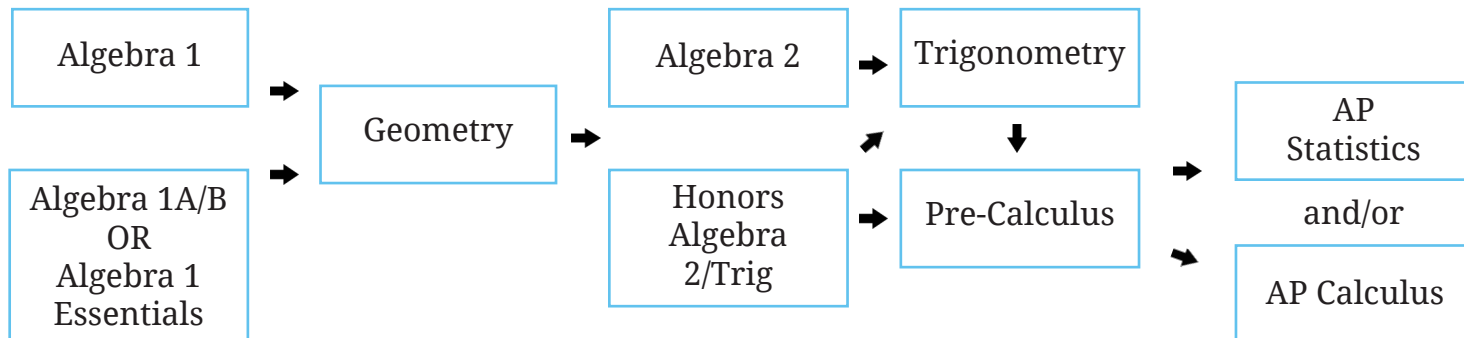 Algebra 1
Algebra 1A/B
OR
Algebra 1
Essentials
Geometry
Algebra 2
Honors
Algebra
2/Trig
Trigonometry
Pre-Calculus
AP
Statistics
and/or
AP Calculus